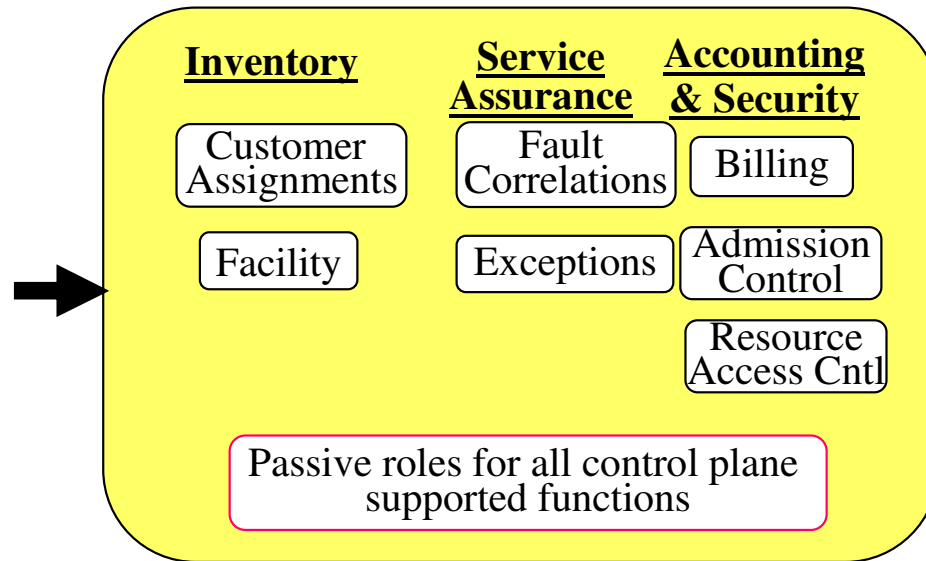 Inventory
Customer
Assignments
Facility
Service
Assurance
Fault
Correlations
Exceptions
Accounting
& Security
Billing
Admission
Control
Resource
Access Cntl
Passive roles for all control plane
supported functions